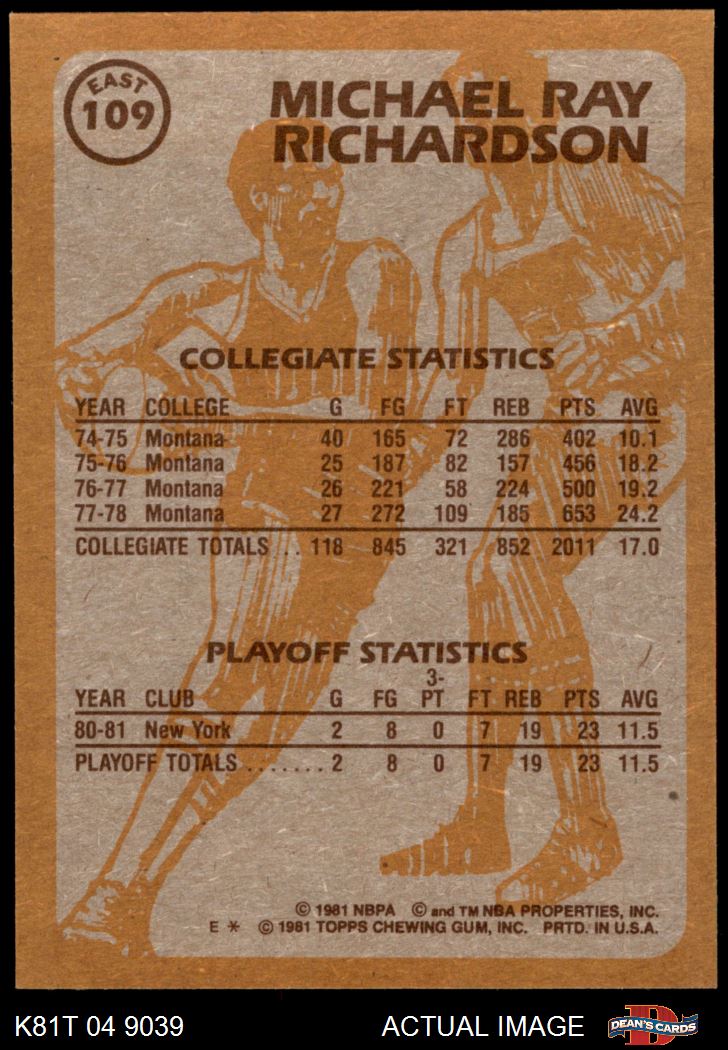 EAST
109
MICHAEL RAY
RICHARDSON
COLLEGIATE STATISTICS
YEAR COLLEGE G FG FT REB PTS AVG
74-75 Montana 40 165 72 286 402 10.1
75-76 Montana 25 187 82 157 456 18.2
76-77 Montana 26 221 58 224 500 19.2
77-78 Montana 27 272 109 185 653 24.2
COLLEGIATE TOTALS . . 118 845 321 852 2011 17.0
PLAYOFF STATISTICS
YEAR CLUB G FG 3-PT FT REB PTS AVG
80-81 New York 2 8 0 7 19 23 11.5
PLAYOFF TOTALS . . . . . . . 2 8 0 7 19 23 11.5
© 1981 NBPA © and TM NBA PROPERTIES, INC.
E * © 1981 TOPPS CHEWING GUM, INC. PRTD. IN U.S.A.
K81T 04 9039 ACTUAL IMAGE D DEAN'S CARDS